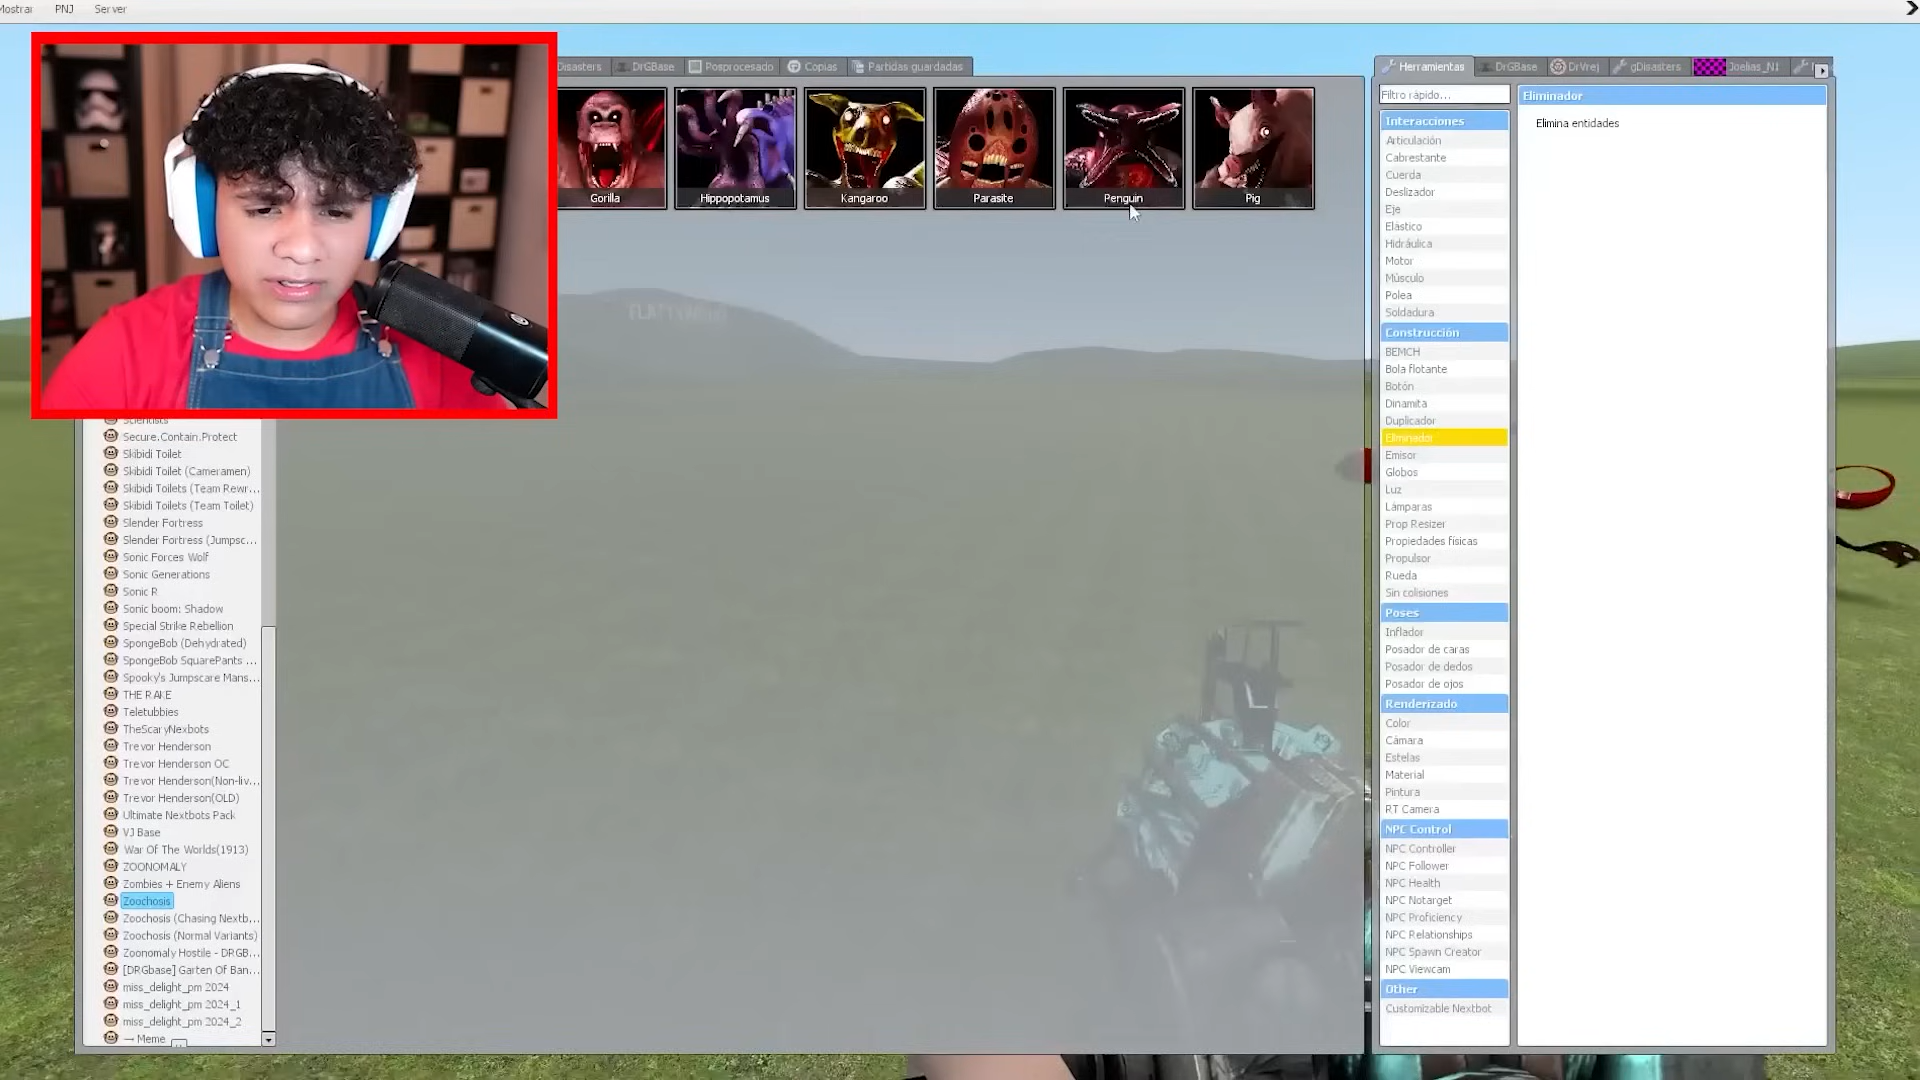 Mostrar PNJ Server
Disasters DrGBase Posprocesado Copias Partidas guardadas
Gorilla Hippopotamus Kangaroo Parasite Penguin Pig
FLATYWOOD
Scientists
Secure.Contain.Protect
Skibidi Toilet
Skibidi Toilet (Cameramen)
Skibidi Toilets (Team Rewr...
Skibidi Toilets (Team Toilet)
Slender Fortress
Slender Fortress (Jumpsc...
Sonic Forces Wolf
Sonic Generations
Sonic R
Sonic boom: Shadow
Special Strike Rebellion
SpongeBob (Dehydrated)
SpongeBob SquarePants ...
Spooky's Jumpscare Mans...
THE RAKE
Teletubbies
TheScaryNexbots
Trevor Henderson
Trevor Henderson OC
Trevor Henderson(Non-liv...
Trevor Henderson(OLD)
Ultimate Nextbots Pack
VJ Base
War Of The Worlds(1913)
ZOONOMALY
Zombies + Enemy Aliens
Zoochosis
Zoochosis (Chasing Nextb...
Zoochosis (Normal Variants)
Zoonomaly Hostile - DRGB...
[DRGbase] Garten Of Ban...
miss_delight_pm 2024
miss_delight_pm 2024_1
miss_delight_pm 2024_2
— Meme
Herramientas DrGBase DrVrej gDisasters Joelias_N1
Filtro rápido...
Interacciones
Articulación
Cabrestante
Cuerda
Deslizador
Eje
Elástico
Hidráulica
Motor
Músculo
Polea
Soldadura
Construcción
BEMCH
Bola flotante
Botón
Dinamita
Duplicador
Eliminador
Emisor
Globos
Luz
Lámparas
Prop Resizer
Propiedades físicas
Propulsor
Rueda
Sin colisiones
Poses
Inflador
Posador de caras
Posador de dedos
Posador de ojos
Renderizado
Color
Cámara
Estelas
Material
Pintura
RT Camera
NPC Control
NPC Controller
NPC Follower
NPC Health
NPC Notarget
NPC Proficiency
NPC Relationships
NPC Spawn Creator
NPC Viewcam
Other
Customizable Nextbot
Eliminador
Elimina entidades